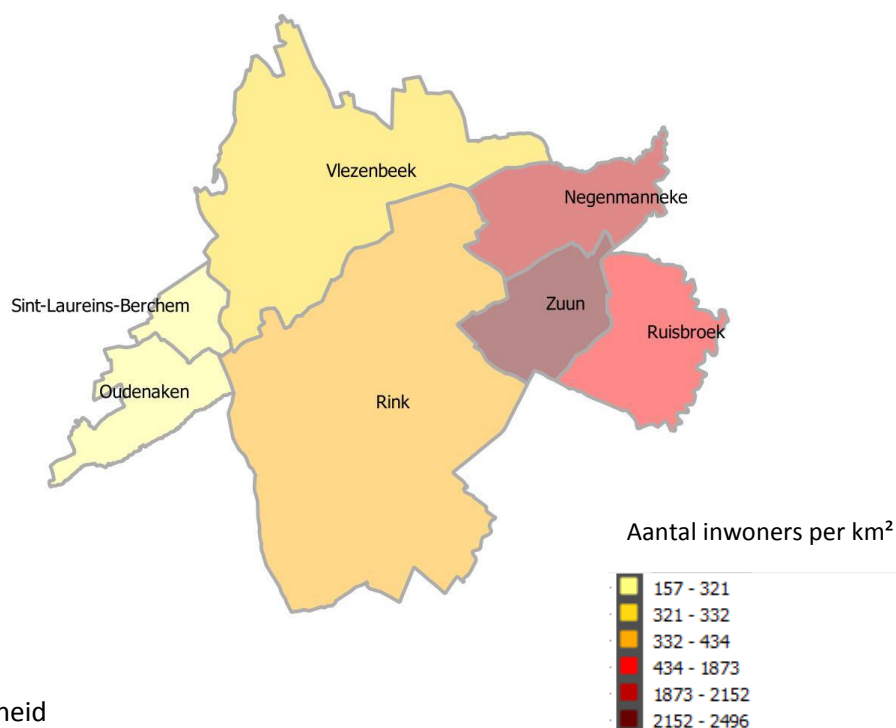 Vlezenbeek
Negenmanneke
Sint-Laureins-Berchem
Zuun
Ruisbroek
Oudenaken
Rink
Aantal inwoners per km²
157 - 321
321 - 332
332 - 434
434 - 1873
1873 - 2152
2152 - 2496
neid